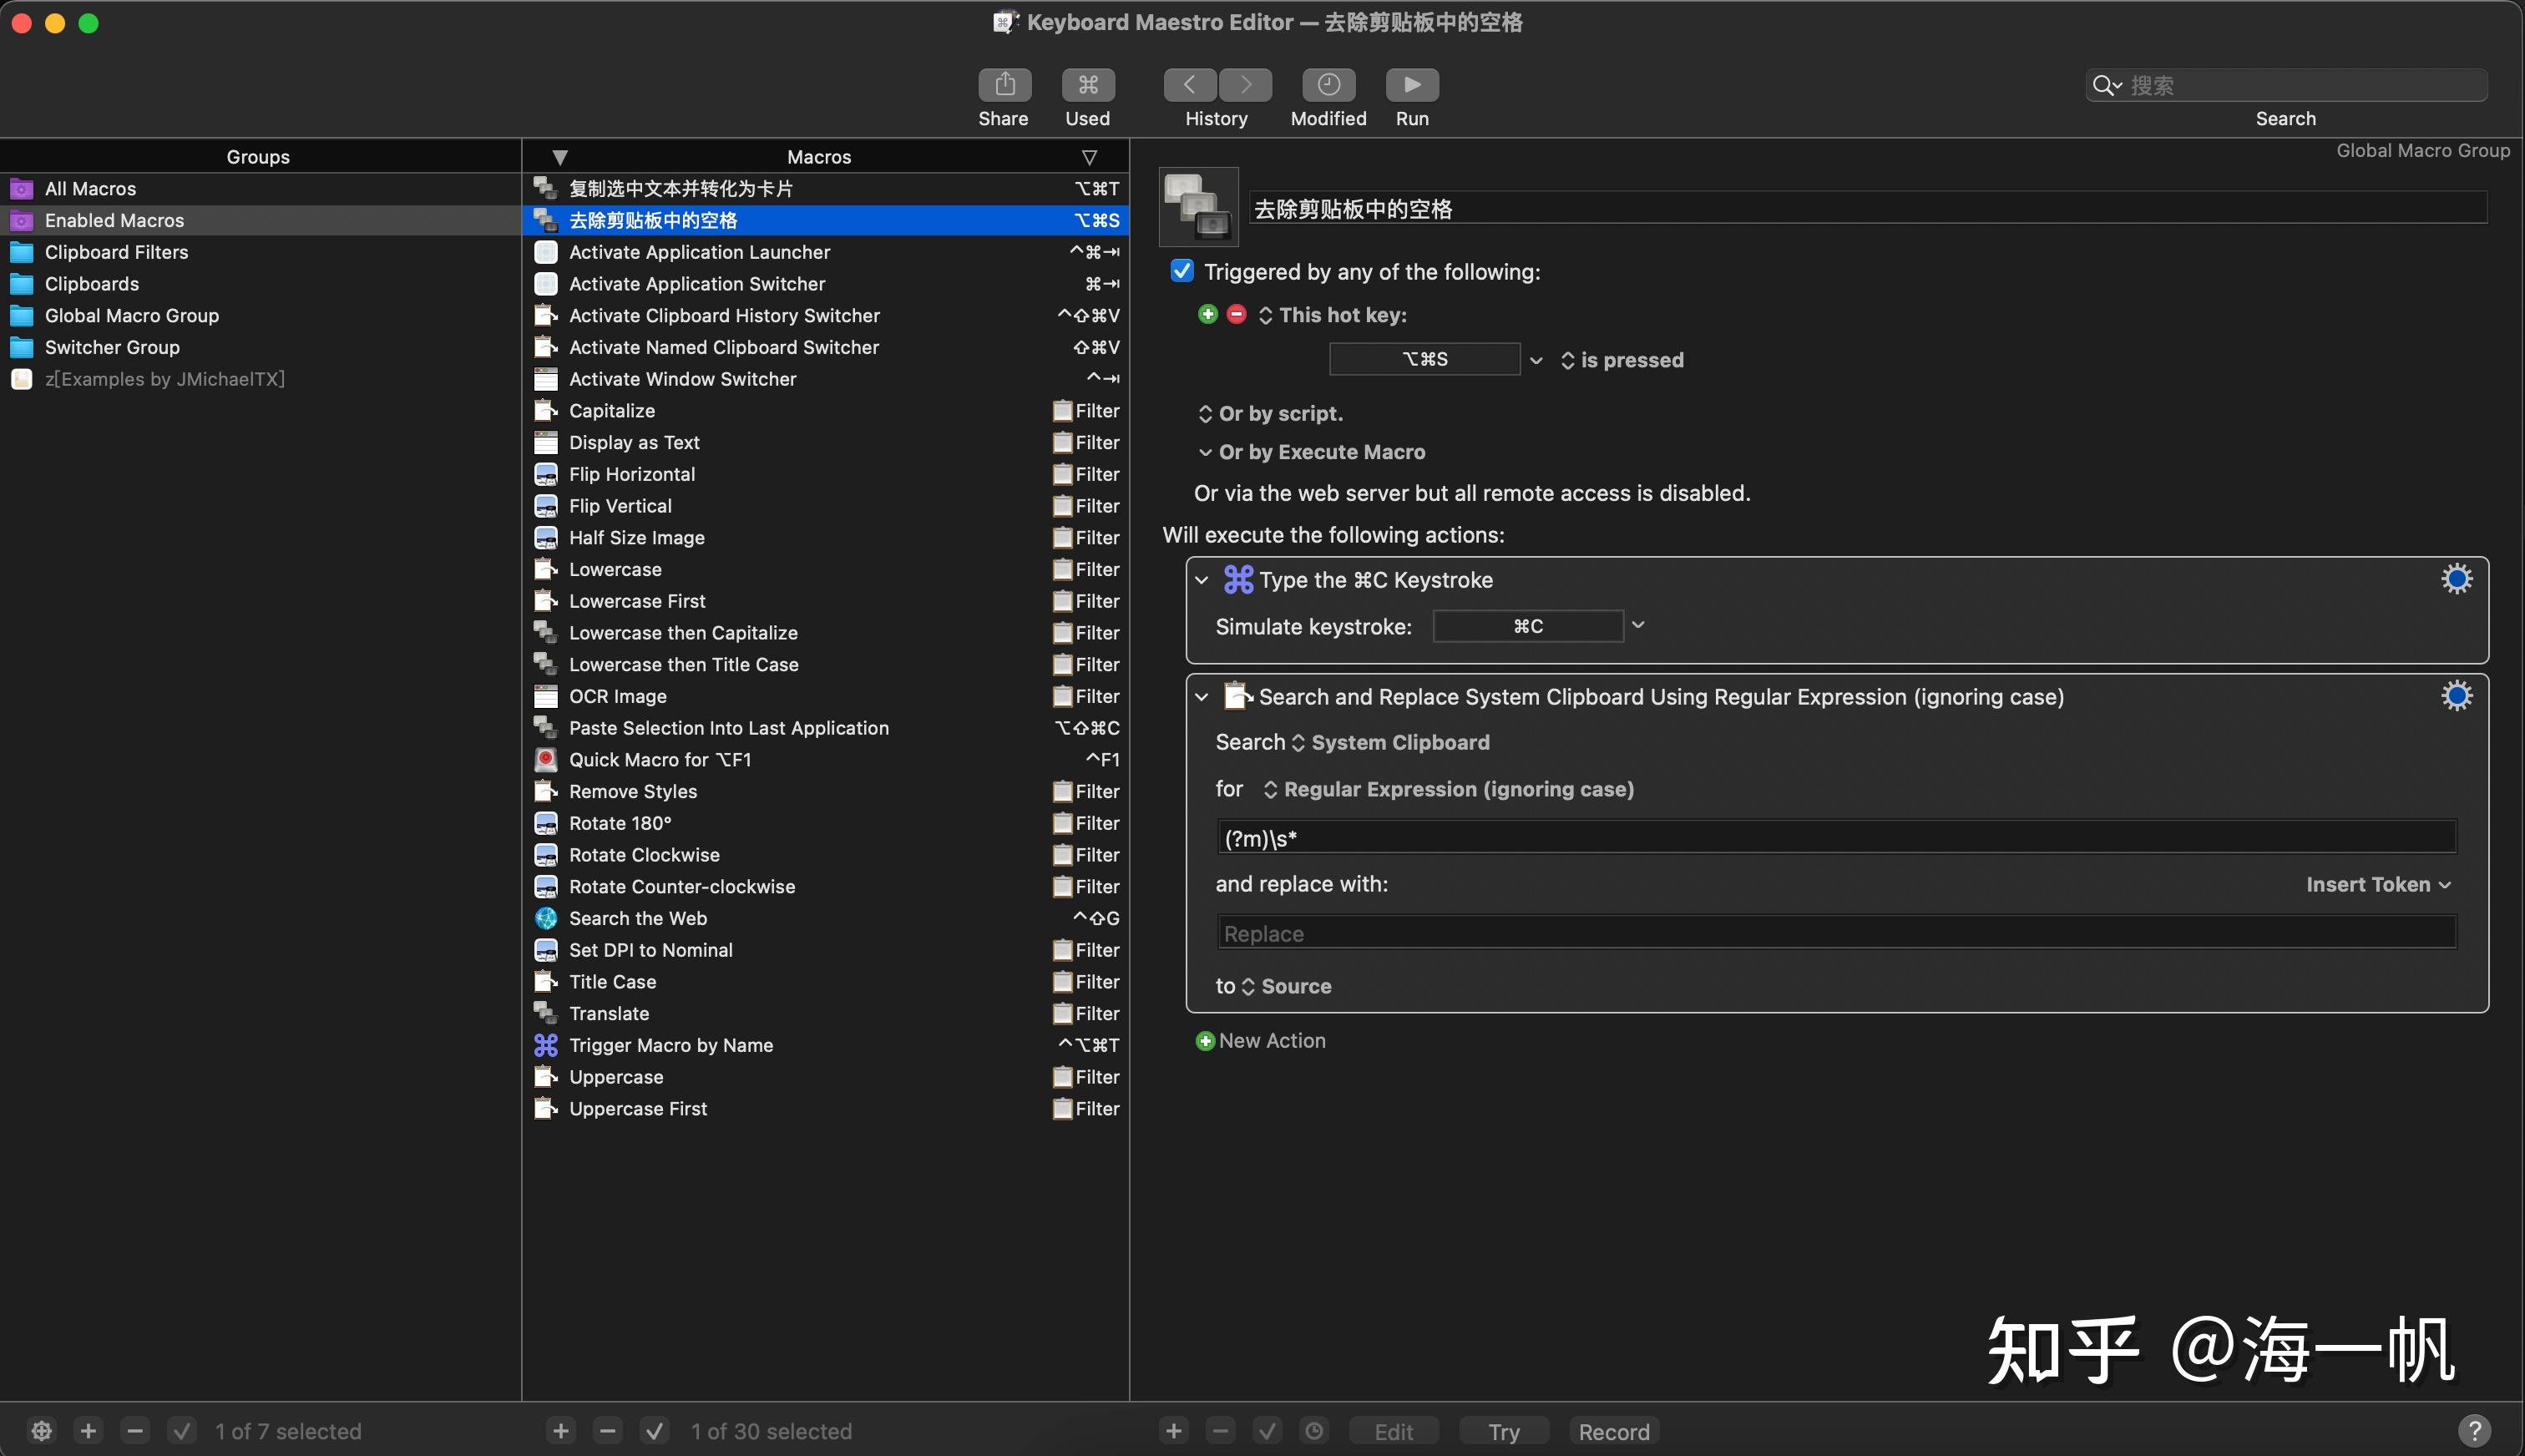 Keyboard Maestro Editor — 去除剪贴板中的空格
Share
Used
History
Modified
Run
搜索
Search
Groups
All Macros
Enabled Macros
Clipboard Filters
Clipboards
Global Macro Group
Switcher Group
z[Examples by JMichaelTX]
Macros
复制选中文本并转化为卡片 ⌥⌘T
去除剪贴板中的空格 ⌥⌘S
Activate Application Launcher ^⌘⇥
Activate Application Switcher ⌘⇥
Activate Clipboard History Switcher ^⇧⌘V
Activate Named Clipboard Switcher ⇧⌘V
Activate Window Switcher ^⇥
Capitalize Filter
Display as Text Filter
Flip Horizontal Filter
Flip Vertical Filter
Half Size Image Filter
Lowercase Filter
Lowercase First Filter
Lowercase then Capitalize Filter
Lowercase then Title Case Filter
OCR Image Filter
Paste Selection Into Last Application ⌥⇧⌘C
Quick Macro for ⌥F1 ^F1
Remove Styles Filter
Rotate 180° Filter
Rotate Clockwise Filter
Rotate Counter-clockwise Filter
Search the Web ^⇧G
Set DPI to Nominal Filter
Title Case Filter
Translate Filter
Trigger Macro by Name ^⌥⌘T
Uppercase Filter
Uppercase First Filter
Global Macro Group
去除剪贴板中的空格
Triggered by any of the following:
This hot key:
⌥⌘S is pressed
Or by script.
Or by Execute Macro
Or via the web server but all remote access is disabled.
Will execute the following actions:
Type the ⌘C Keystroke
Simulate keystroke: ⌘C
Search and Replace System Clipboard Using Regular Expression (ignoring case)
Search System Clipboard
for Regular Expression (ignoring case)
(?m)\s*
and replace with: Insert Token
Replace
to Source
New Action
知乎 @海一帆
1 of 7 selected
1 of 30 selected
Edit
Try
Record
?